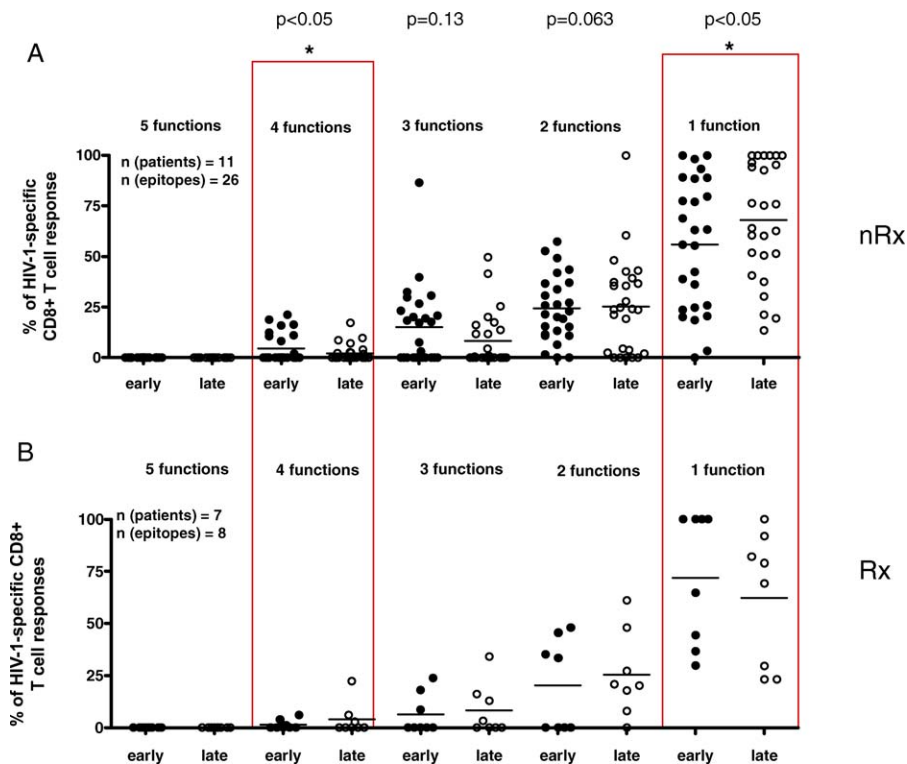 p<0.05 p=0.13 p=0.063 p<0.05
* *
A
5 functions 4 functions 3 functions 2 functions 1 function
n (patients) = 11
n (epitopes) = 26
% of HIV-1-specific
CD8+ T cell response
100
75
50
25
0
early late early late early late early late early late
nRx
B
5 functions 4 functions 3 functions 2 functions 1 function
n (patients) = 7
n (epitopes) = 8
% of HIV-1-specific CD8+
T cell responses
100
75
50
25
0
early late early late early late early late early late
Rx